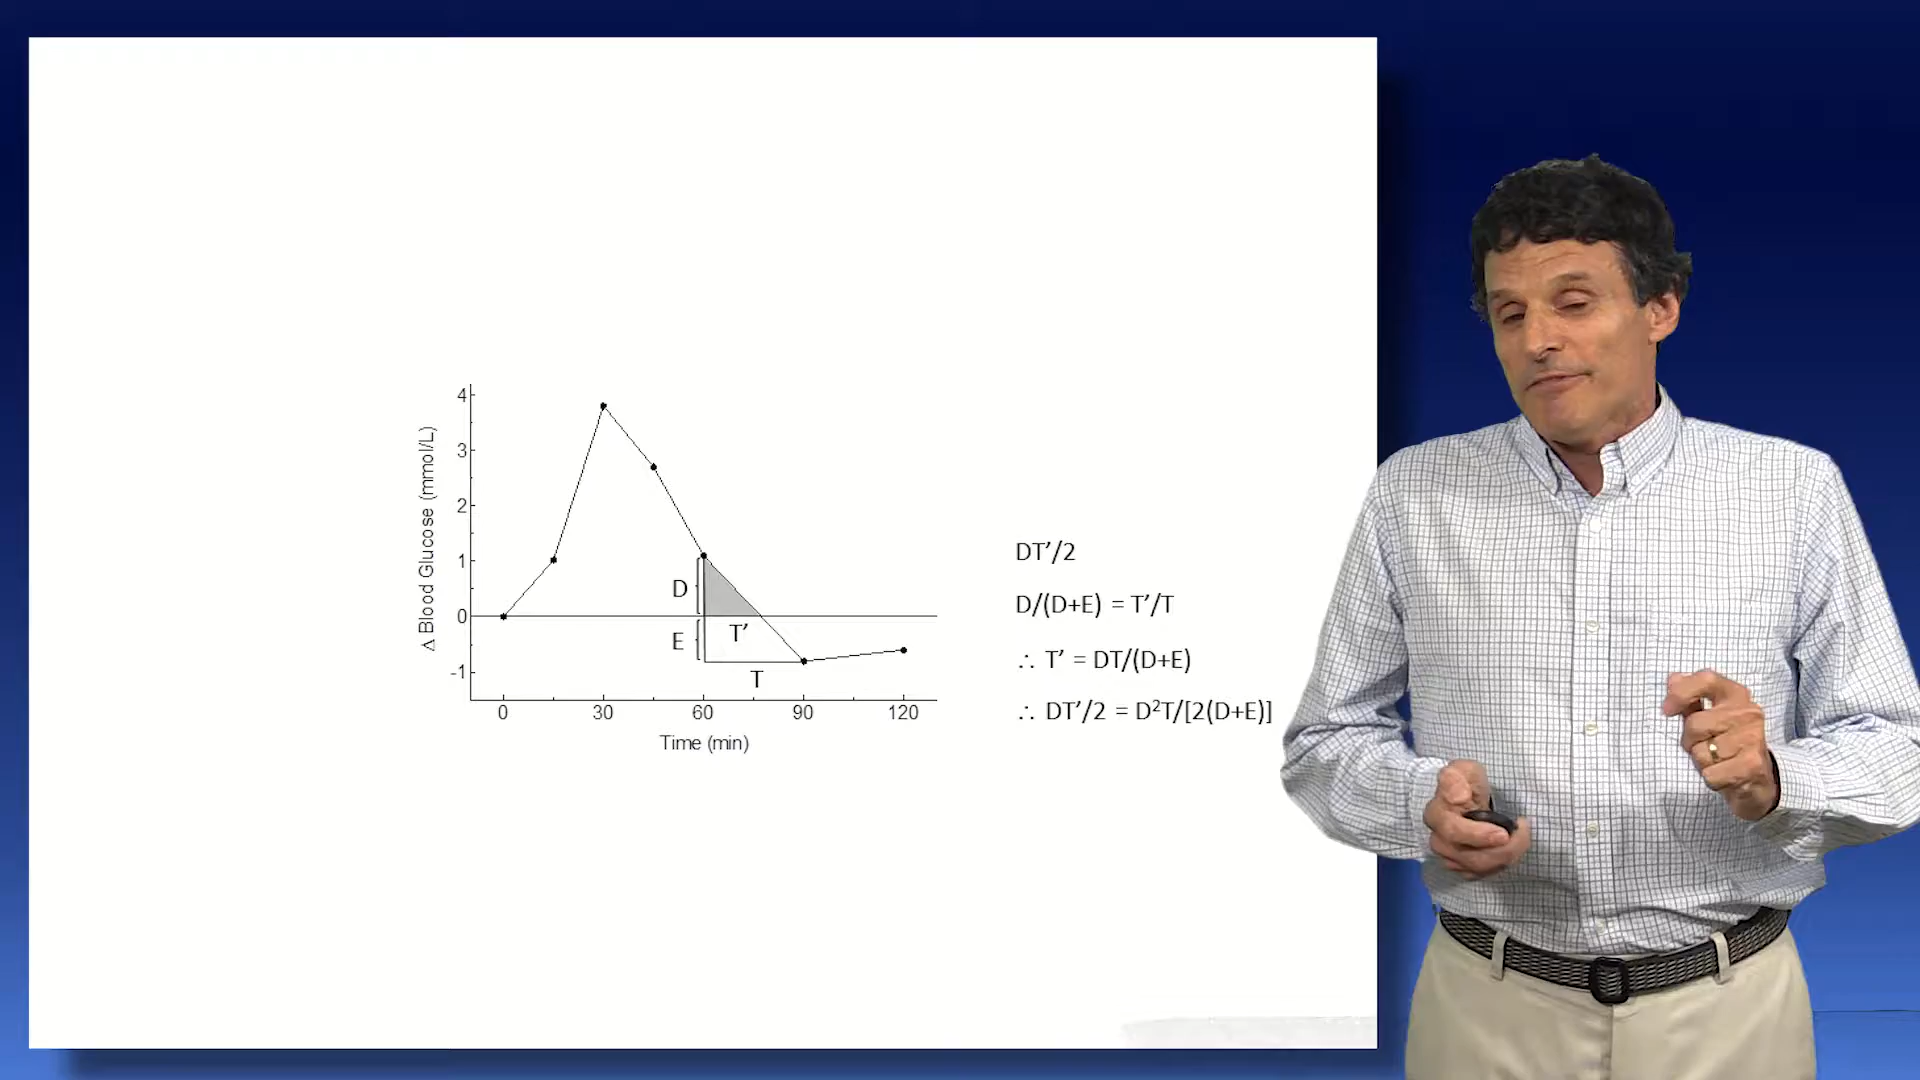 4
3
2
1
0
-1
Δ Blood Glucose (mmol/L)
D
E
T’
T
0 30 60 90 120
Time (min)
DT’/2
D/(D+E) = T’/T
∴ T’ = DT/(D+E)
∴ DT’/2 = D²T/[2(D+E)]